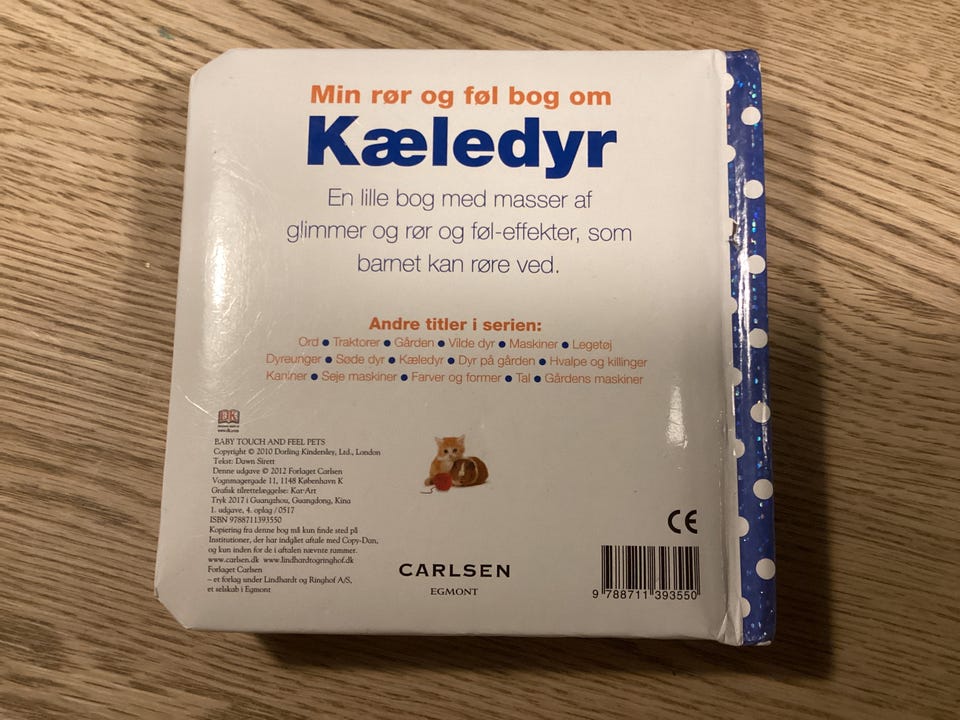 Min rør og føl bog om
Kæledyr
En lille bog med masser af
glimmer og rør og føl-effekter, som
barnet kan røre ved.
Andre titler i serien:
Ord • Traktorer • Gården • Vilde dyr • Maskiner • Legetøj
Dyreunger • Søde dyr • Kæledyr • Dyr på gården • Hvalpe og killinger
Kaniner • Seje maskiner • Farver og former • Tal • Gårdens maskiner
DK
www.dk.com
BABY TOUCH AND FEEL PETS
Copyright © 2010 Dorling Kindersley, Ltd., London
Tekst: Dawn Sirett
Denne udgave © 2012 Forlaget Carlsen
Vognmagergade 11, 1148 København K
Grafisk tilrettelæggelse: Kat-Art
Tryk 2017 i Guangzhou, Guangdong, Kina
1. udgave, 4. oplag / 0517
ISBN 9788711393550
Kopiering fra denne bog må kun finde sted på
Institutioner, der har indgået aftale med Copy-Dan,
og kun inden for de i aftalen nævnte rammer.
www.carlsen.dk www.lindhardtogringhof.dk
Forlaget Carlsen
– et forlag under Lindhardt og Ringhof A/S,
et selskab i Egmont
CARLSEN
EGMONT
CE
9 788711 393550